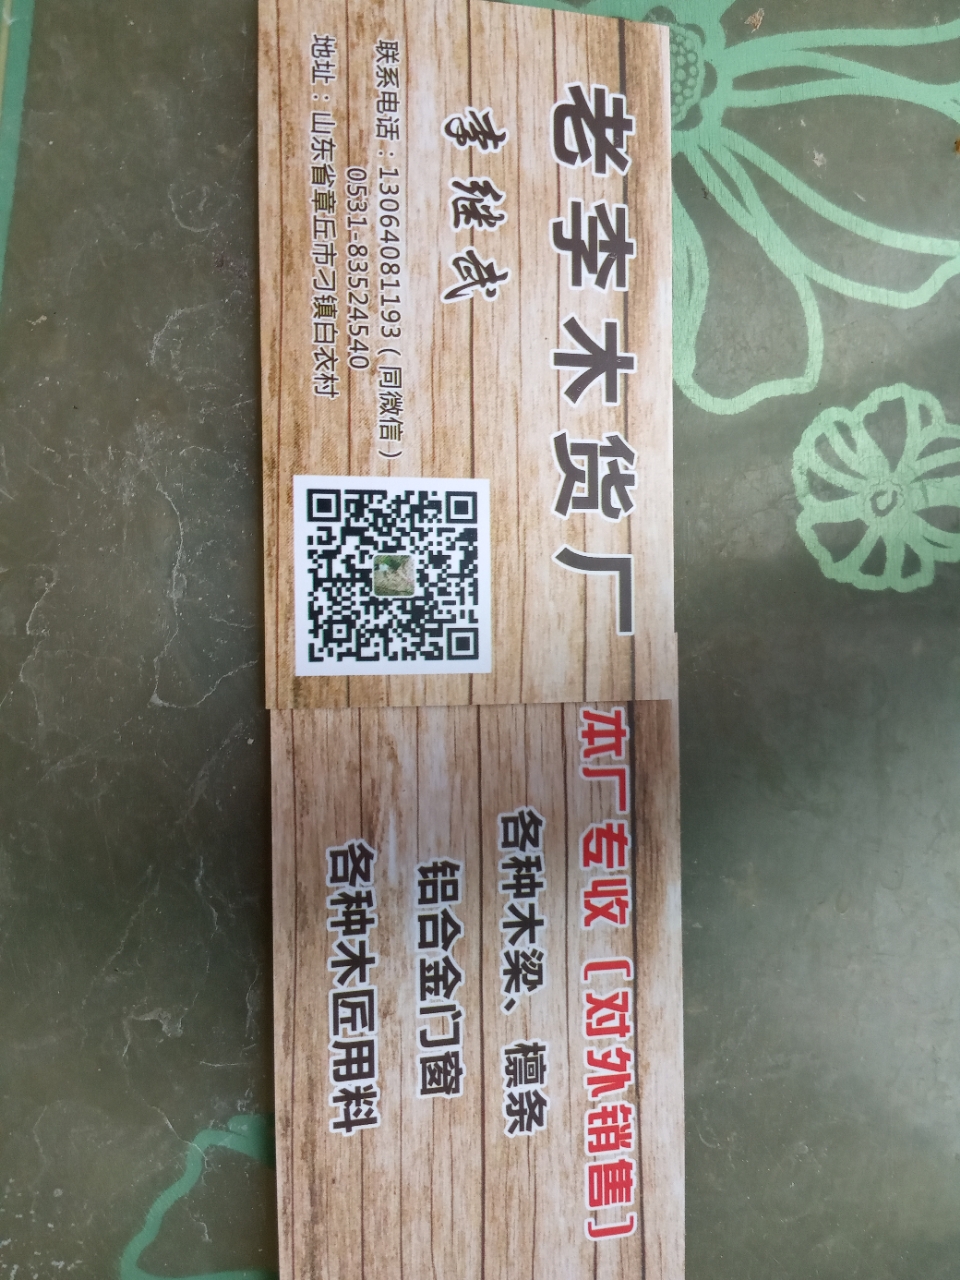 老李木货厂
李继武
联系电话：13064081193（同微信）
0531-83524540
地址：山东省章丘市刁镇白衣村
本厂专收〔对外销售〕
各种木梁、檩条
铝合金门窗
各种木匠用料